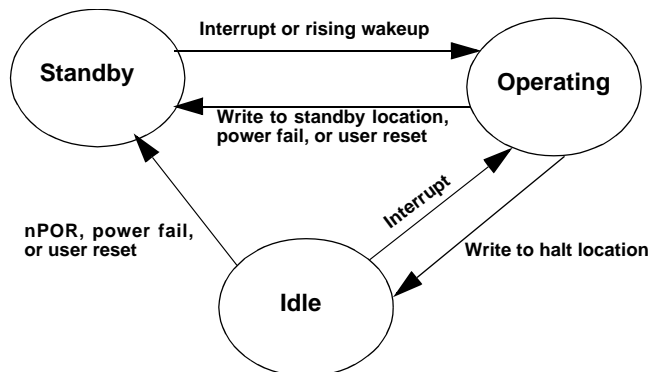 Interrupt or rising wakeup
Standby
Operating
Write to standby location,
power fail, or user reset
Interrupt
nPOR, power fail,
or user reset
Write to halt location
Idle